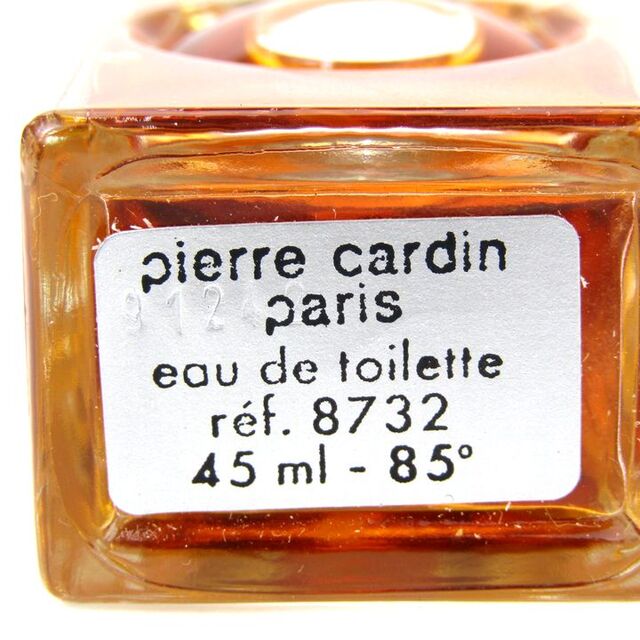 pierre cardin
paris
eau de toilette
réf. 8732
45 ml - 85°